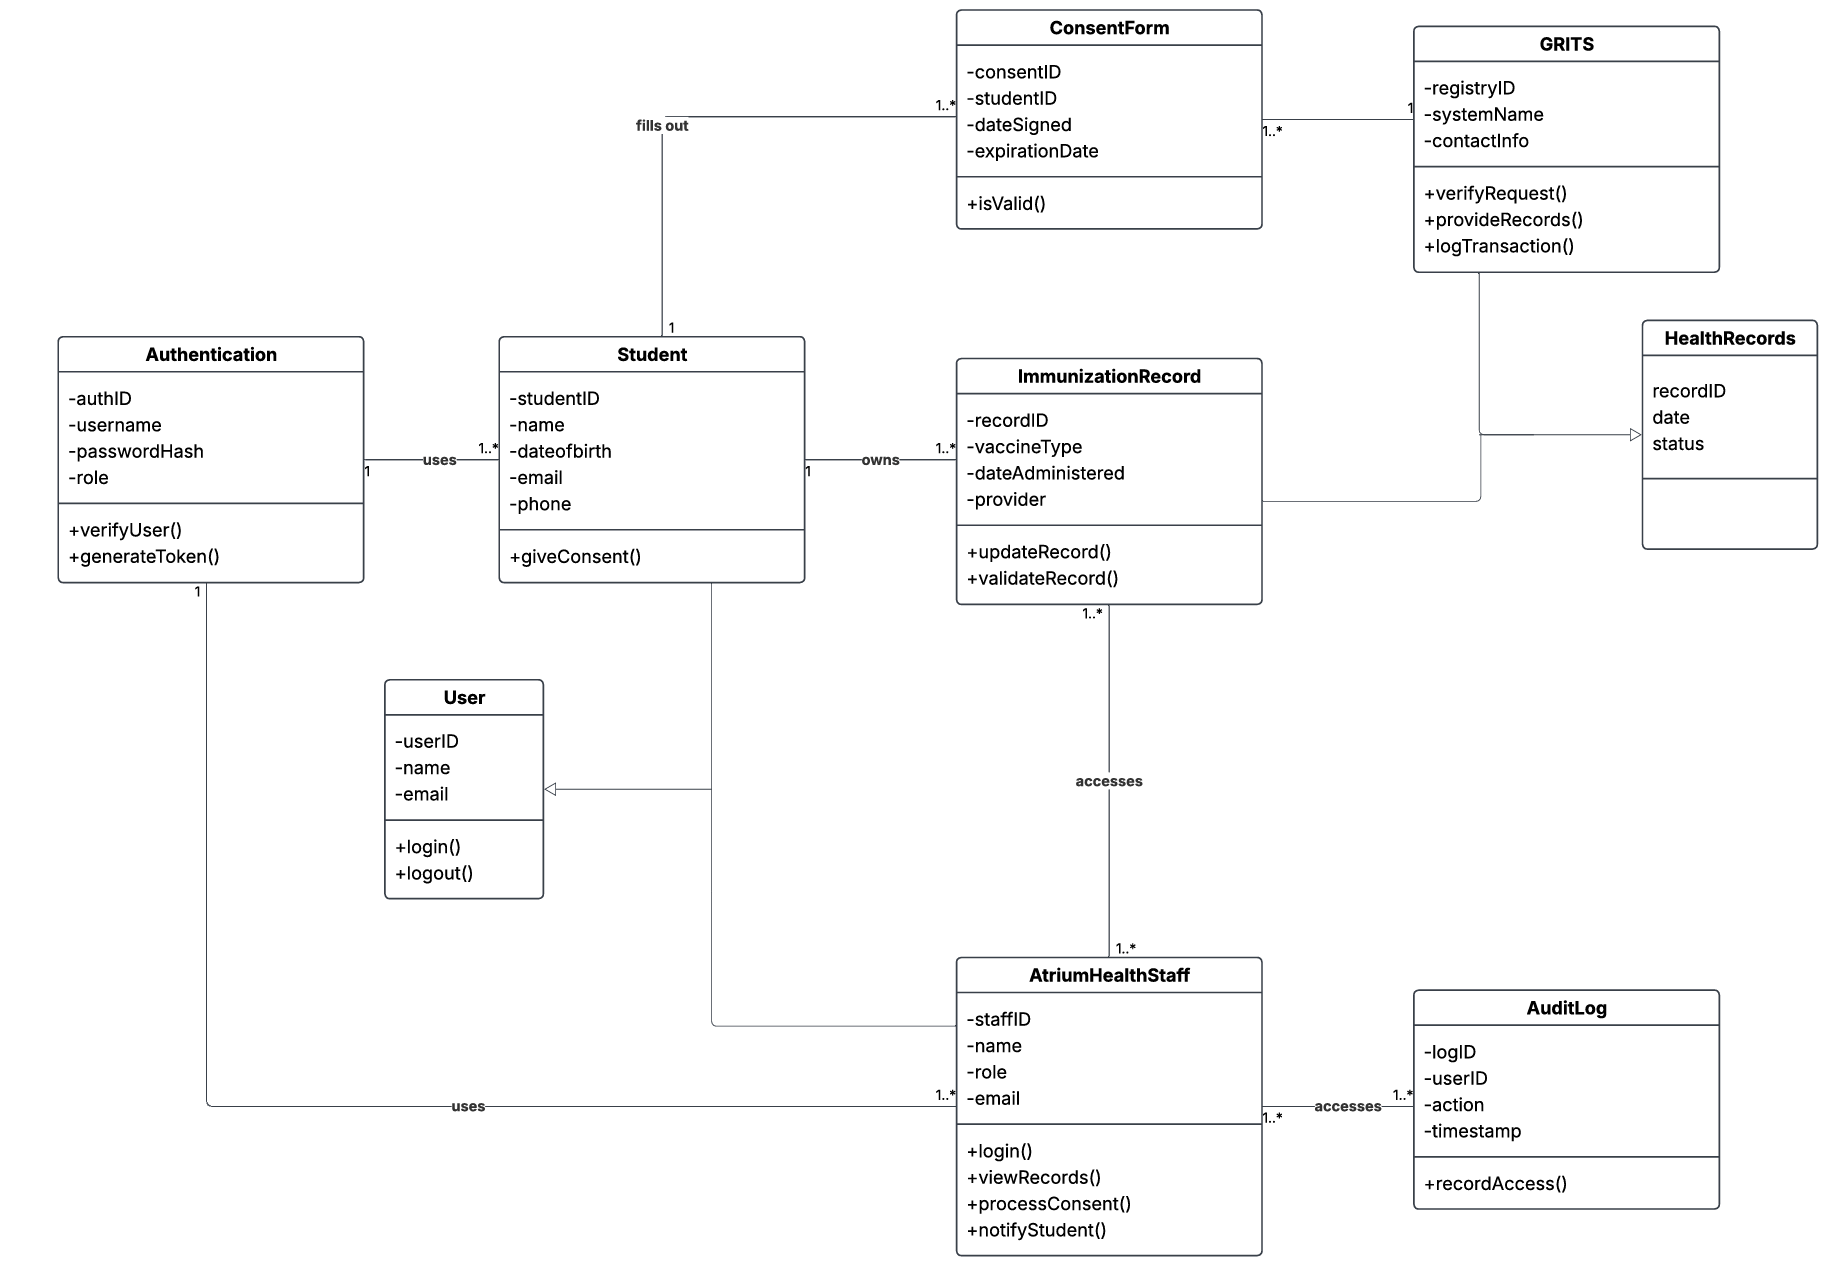 ConsentForm
-consentID
-studentID
-dateSigned
-expirationDate
+isValid()
GRITS
-registryID
-systemName
-contactInfo
+verifyRequest()
+provideRecords()
+logTransaction()
1..*
fills out
1
1..*
1
Authentication
-authID
-username
-passwordHash
-role
+verifyUser()
+generateToken()
1
uses
1..*
1
Student
-studentID
-name
-dateofbirth
-email
-phone
+giveConsent()
1
owns
1..*
ImmunizationRecord
-recordID
-vaccineType
-dateAdministered
-provider
+updateRecord()
+validateRecord()
HealthRecords
recordID
date
status
1..*
accesses
1..*
User
-userID
-name
-email
+login()
+logout()
uses
1..*
AtriumHealthStaff
-staffID
-name
-role
-email
+login()
+viewRecords()
+processConsent()
+notifyStudent()
1..*
accesses
1..*
AuditLog
-logID
-userID
-action
-timestamp
+recordAccess()